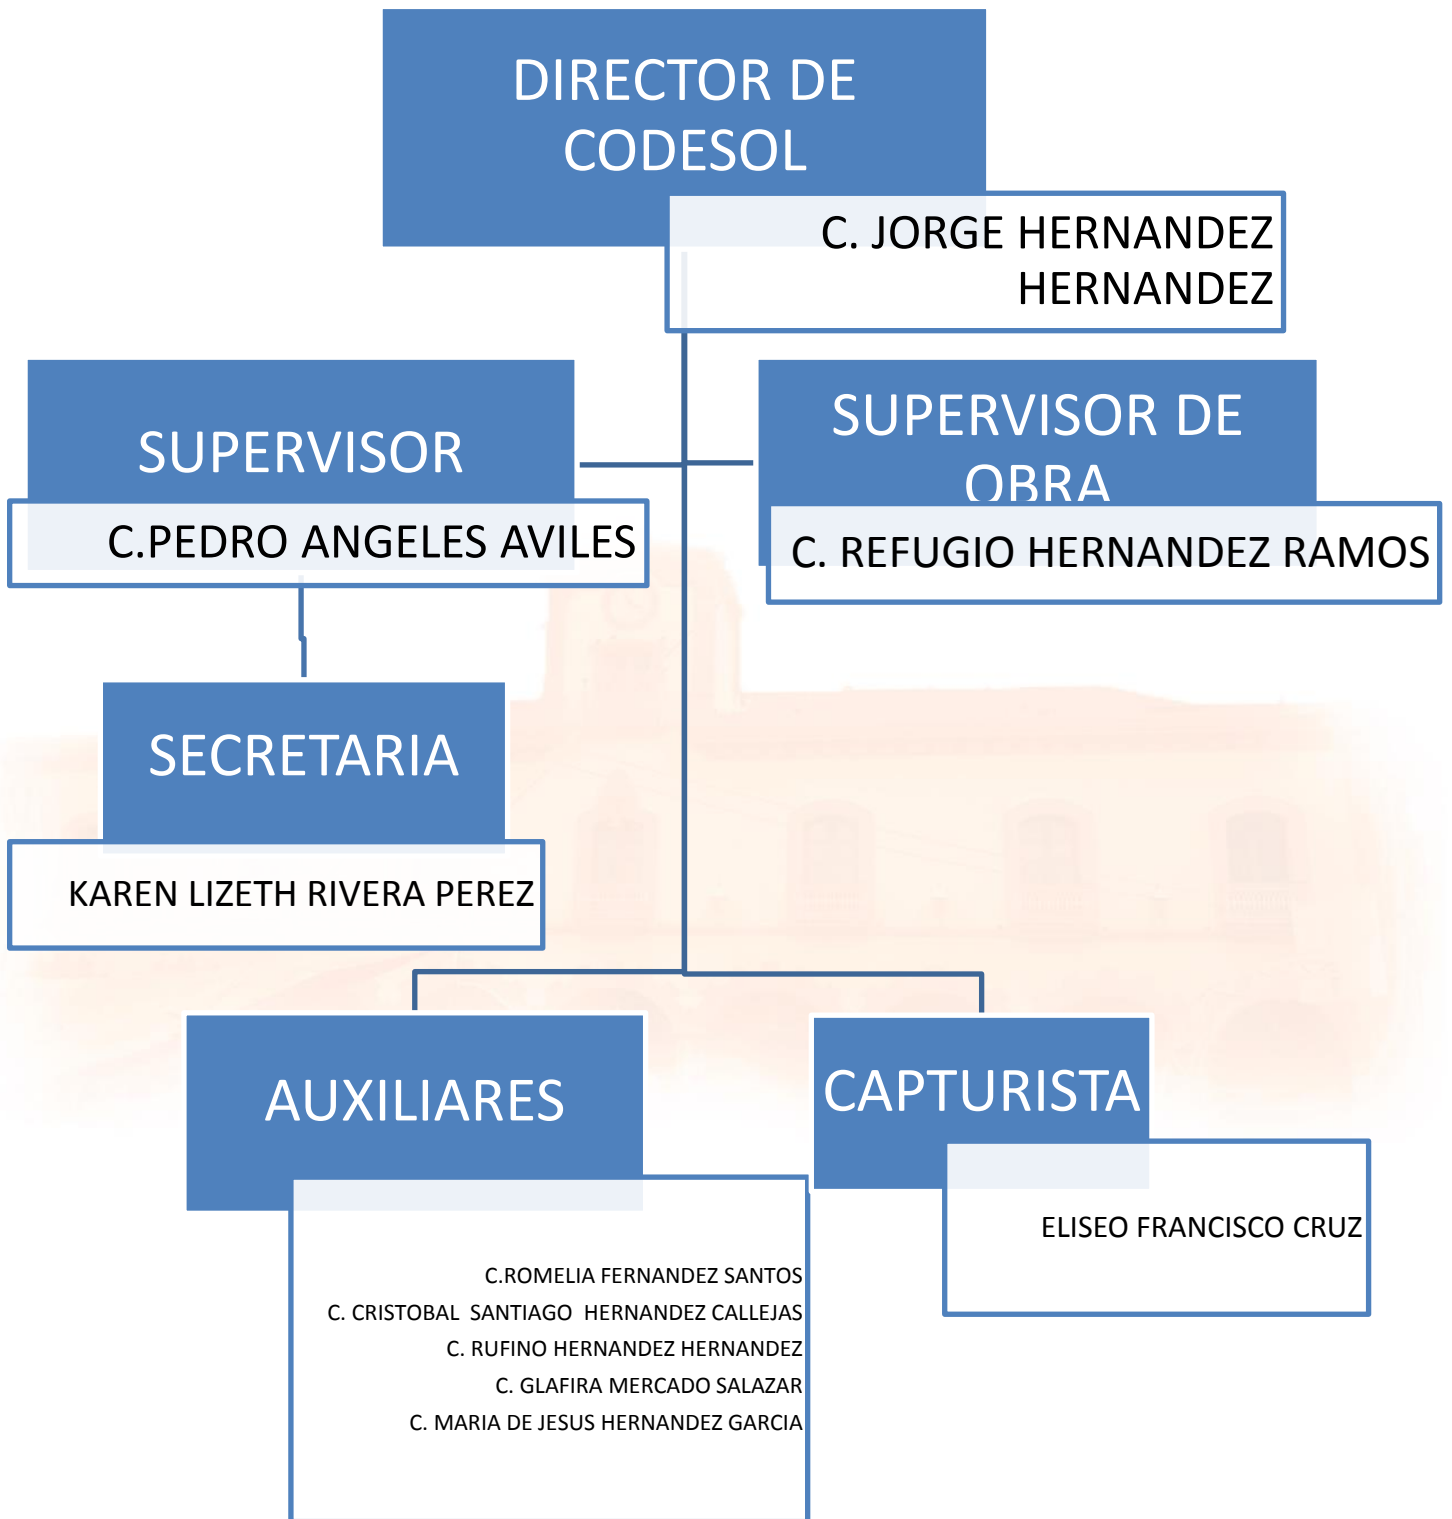 DIRECTOR DE
CODESOL
C. JORGE HERNANDEZ
HERNANDEZ
SUPERVISOR
C.PEDRO ANGELES AVILES
SUPERVISOR DE
OBRA
C. REFUGIO HERNANDEZ RAMOS
SECRETARIA
KAREN LIZETH RIVERA PEREZ
AUXILIARES
C.ROMELIA FERNANDEZ SANTOS
C. CRISTOBAL  SANTIAGO  HERNANDEZ CALLEJAS
C. RUFINO HERNANDEZ HERNANDEZ
C. GLAFIRA MERCADO SALAZAR
C. MARIA DE JESUS HERNANDEZ GARCIA
CAPTURISTA
ELISEO FRANCISCO CRUZ